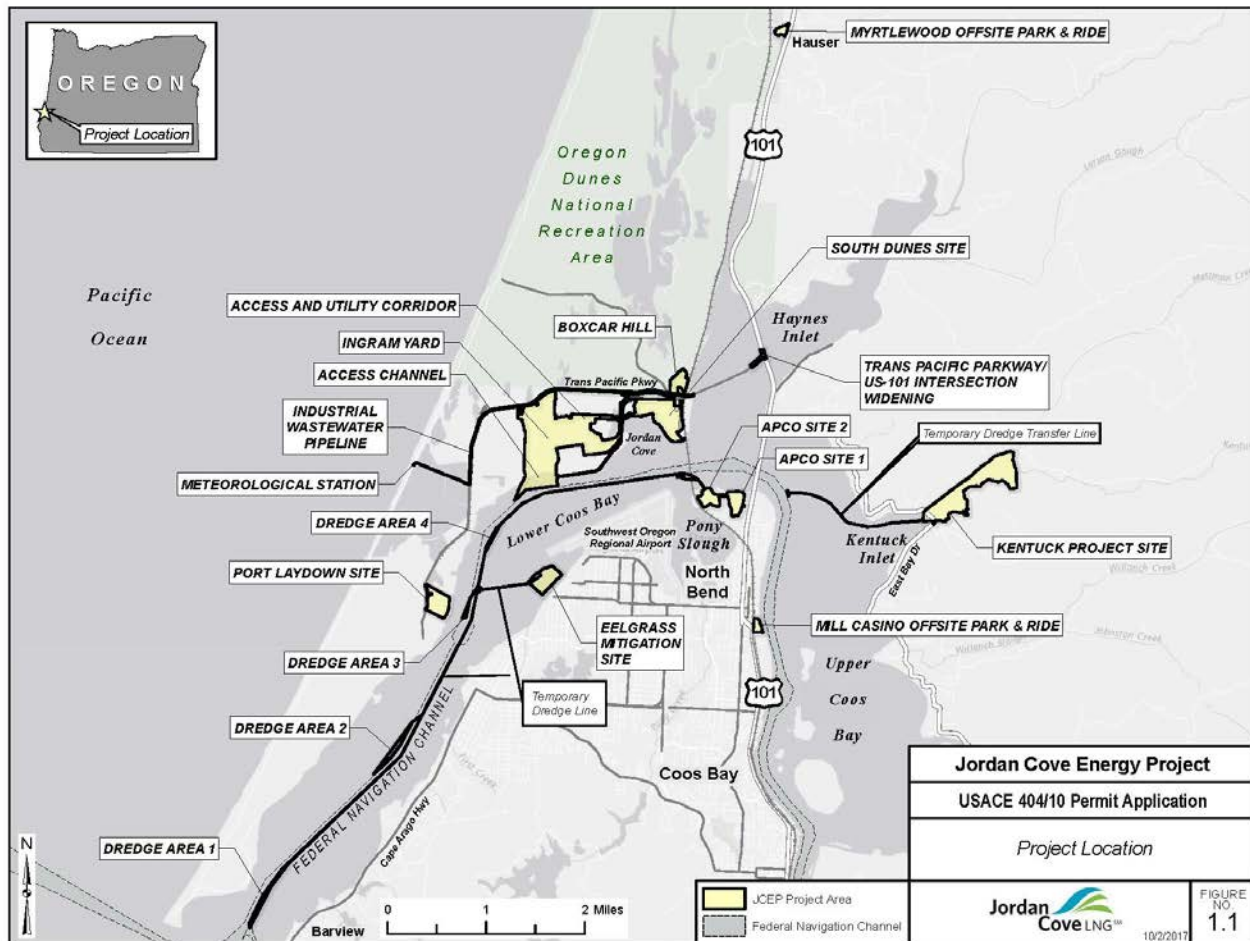 OREGON
Project Location
MYRTLEWOOD OFFSITE PARK & RIDE
Hauser
101
Oregon
Dunes
National
Recreation
Area
SOUTH DUNES SITE
Pacific
Ocean
ACCESS AND UTILITY CORRIDOR
BOXCAR HILL
Haynes
Inlet
INGRAM YARD
ACCESS CHANNEL
Trans Pacific Pkwy
TRANS PACIFIC PARKWAY/
US-101 INTERSECTION
WIDENING
INDUSTRIAL
WASTEWATER
PIPELINE
Jordan
Cove
APCO SITE 2
APCO SITE 1
Temporary Dredge Transfer Line
METEOROLOGICAL STATION
DREDGE AREA 4
Lower Coos Bay
Southwest Oregon
Regional Airport
Pony
Slough
Kentuck
Inlet
KENTUCK PROJECT SITE
East Bay Dr
Willanch Creek
Johnston Creek
PORT LAYDOWN SITE
North
Bend
EELGRASS
MITIGATION
SITE
MILL CASINO OFFSITE PARK & RIDE
DREDGE AREA 3
Temporary
Dredge Line
101
Upper
Coos
Bay
DREDGE AREA 2
FEDERAL NAVIGATION CHANNEL
First Creek
Coos Bay
Cape Arago Hwy
DREDGE AREA 1
N
0 1 2 Miles
Barview
Jordan Cove Energy Project
USACE 404/10 Permit Application
Project Location
JCEP Project Area
Federal Navigation Channel
Jordan
Cove LNG
10/2/2017
FIGURE
NO.
1.1